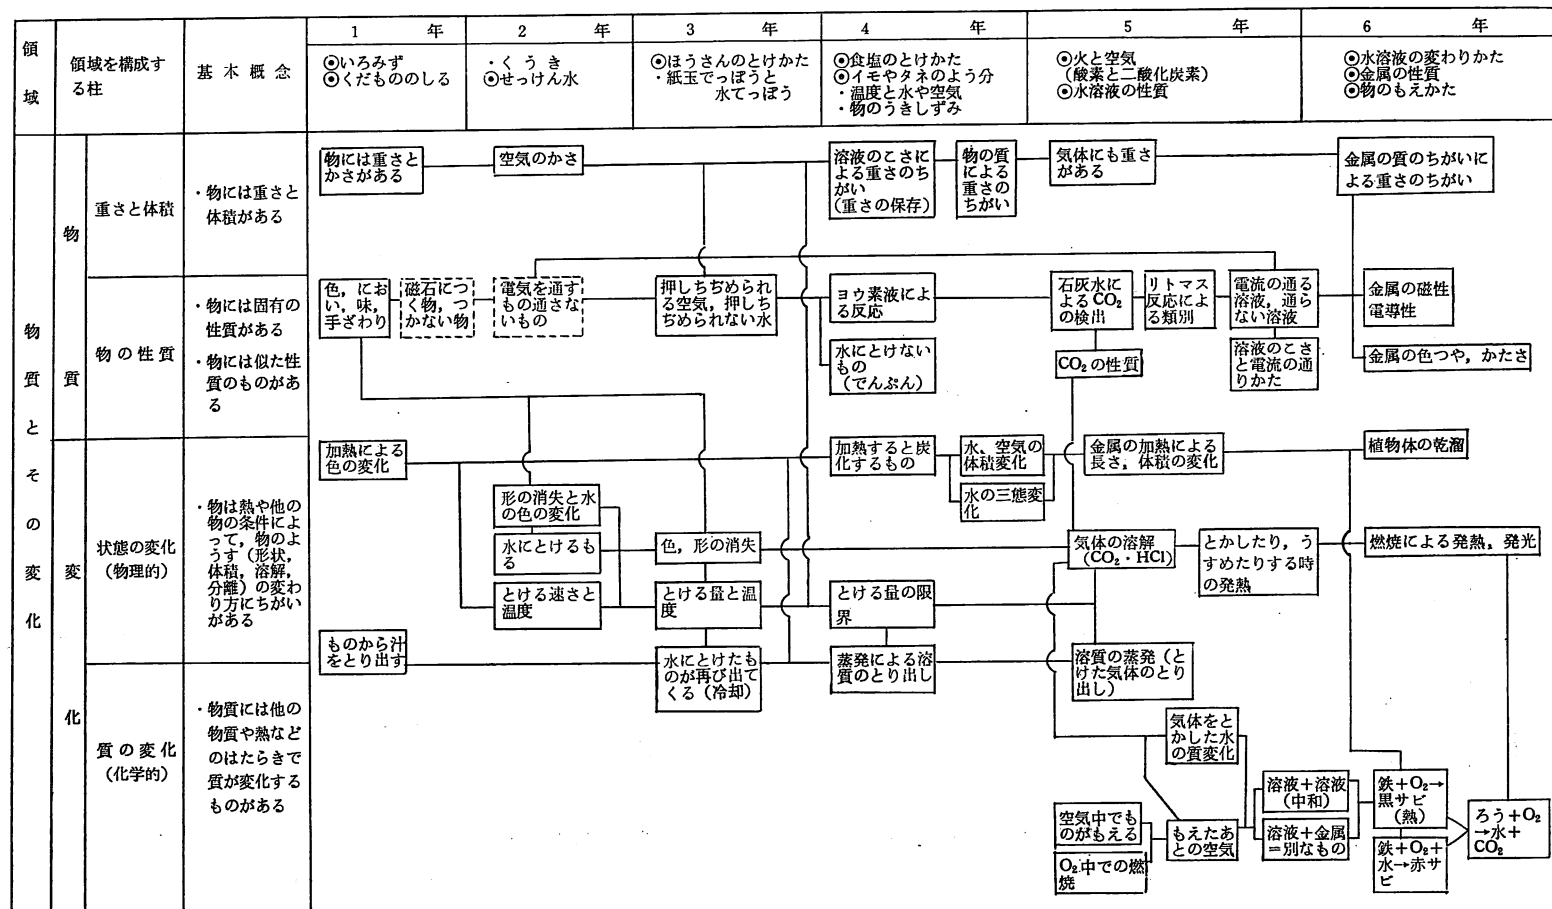 領域
領域を構成す
る柱
基本概念
1 年
◉いろみず
◉くだもののしる
2 年
・くうき
◉せっけん水
3 年
◉ほうさんのとけかた
・紙玉でっぽうと
水てっぽう
4 年
◉食塩のとけかた
◉イモやタネのよう分
・温度と水や空気
・物のうきしずみ
5 年
◉火と空気
(酸素と二酸化炭素)
◉水溶液の性質
6 年
◉水溶液の変わりかた
◉金属の性質
◉物のもえかた
物質とその変化
物質
変化
重さと体積
・物には重さと
体積がある
物には重さと
かさがある
空気のかさ
溶液のこさに
よる重さのち
がい
(重さの保存)
物の質
による
重さの
ちがい
気体にも重さ
がある
金属の質のちがいに
よる重さのちがい
物の性質
・物には固有の
性質がある
・物には似た性
質のものがあ
る
色，にお
い，味，
手ざわり
磁石につ
く物，つ
かない物
電気を通す
もの通さな
いもの
押しちぢめられ
る空気，押しち
ぢめられない水
ヨウ素液によ
る反応
水にとけない
もの
(でんぷん)
石灰水に
よるCO₂
の検出
リトマス
反応によ
る類別
電流の通る
溶液，通ら
ない溶液
金属の磁性
電導性
CO₂の性質
溶液のこさ
と電流の通
りかた
金属の色つや，かたさ
状態の変化
(物理的)
・物は熱や他の
物の条件によ
って，物のよ
うす（形状，
体積，溶解，
分離）の変わ
り方にちがい
がある
加熱による
色の変化
加熱すると炭
化するもの
水、空気の
体積変化
水の三態変
化
金属の加熱による
長さ，体積の変化
植物体の乾溜
形の消失と水
の色の変化
水にとけるも
の
色，形の消失
気体の溶解
(CO₂・HCl)
とかしたり，う
すめたりする時
の発熱
燃焼による発熱，発光
とける速さと
温度
とける量と温
度
とける量の限
界
ものから汁
をとり出す
水にとけたも
のが再び出て
くる（冷却）
蒸発による溶
質のとり出し
溶質の蒸発（と
けた気体のとり
出し）
質の変化
(化学的)
・物質には他の
物質や熱など
のはたらきで
質が変化する
ものがある
気体をと
かした水
の質変化
空気中でも
のがもえる
O₂中での燃
焼
もえたあ
との空気
溶液＋溶液
(中和)
溶液＋金属
＝別なもの
鉄＋O₂→
黒サビ
(熱)
鉄＋O₂＋
水→赤サ
ビ
ろう＋O₂
→水＋
CO₂